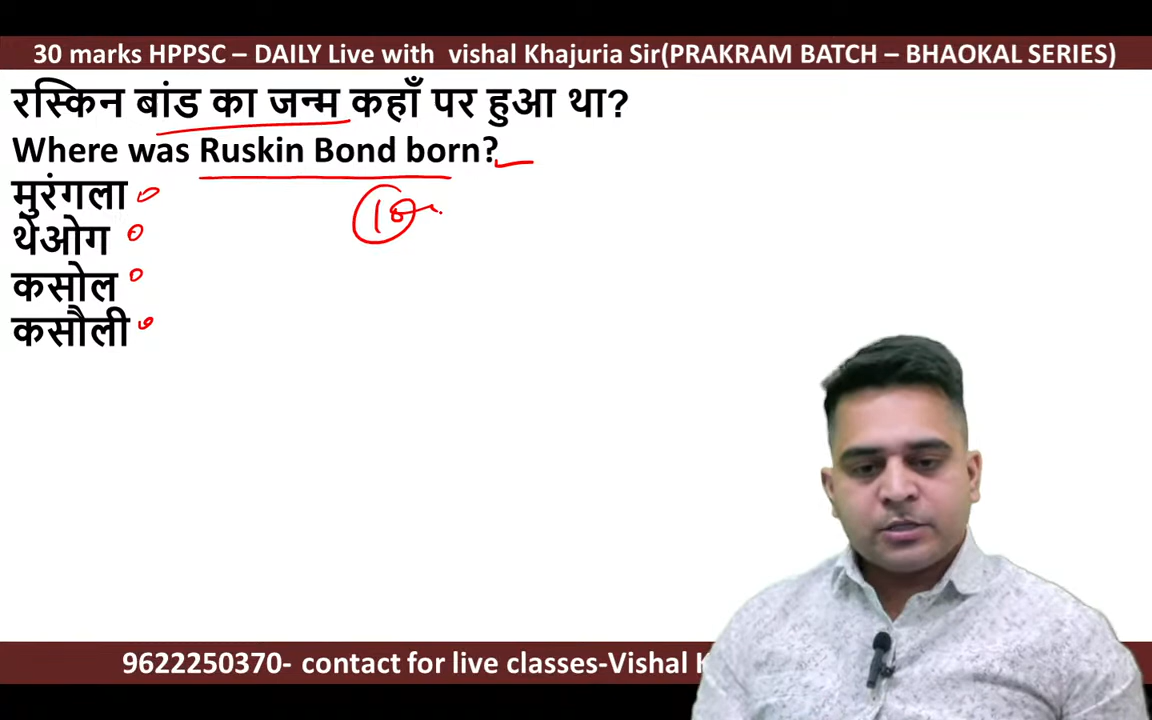 30 marks HPPSC – DAILY Live with vishal Khajuria Sir(PRAKRAM BATCH – BHAOKAL SERIES)
रस्किन बांड का जन्म कहाँ पर हुआ था?
Where was Ruskin Bond born?
मुरंगला
थेओग
कसोल
कसौली
9622250370- contact for live classes-Vishal